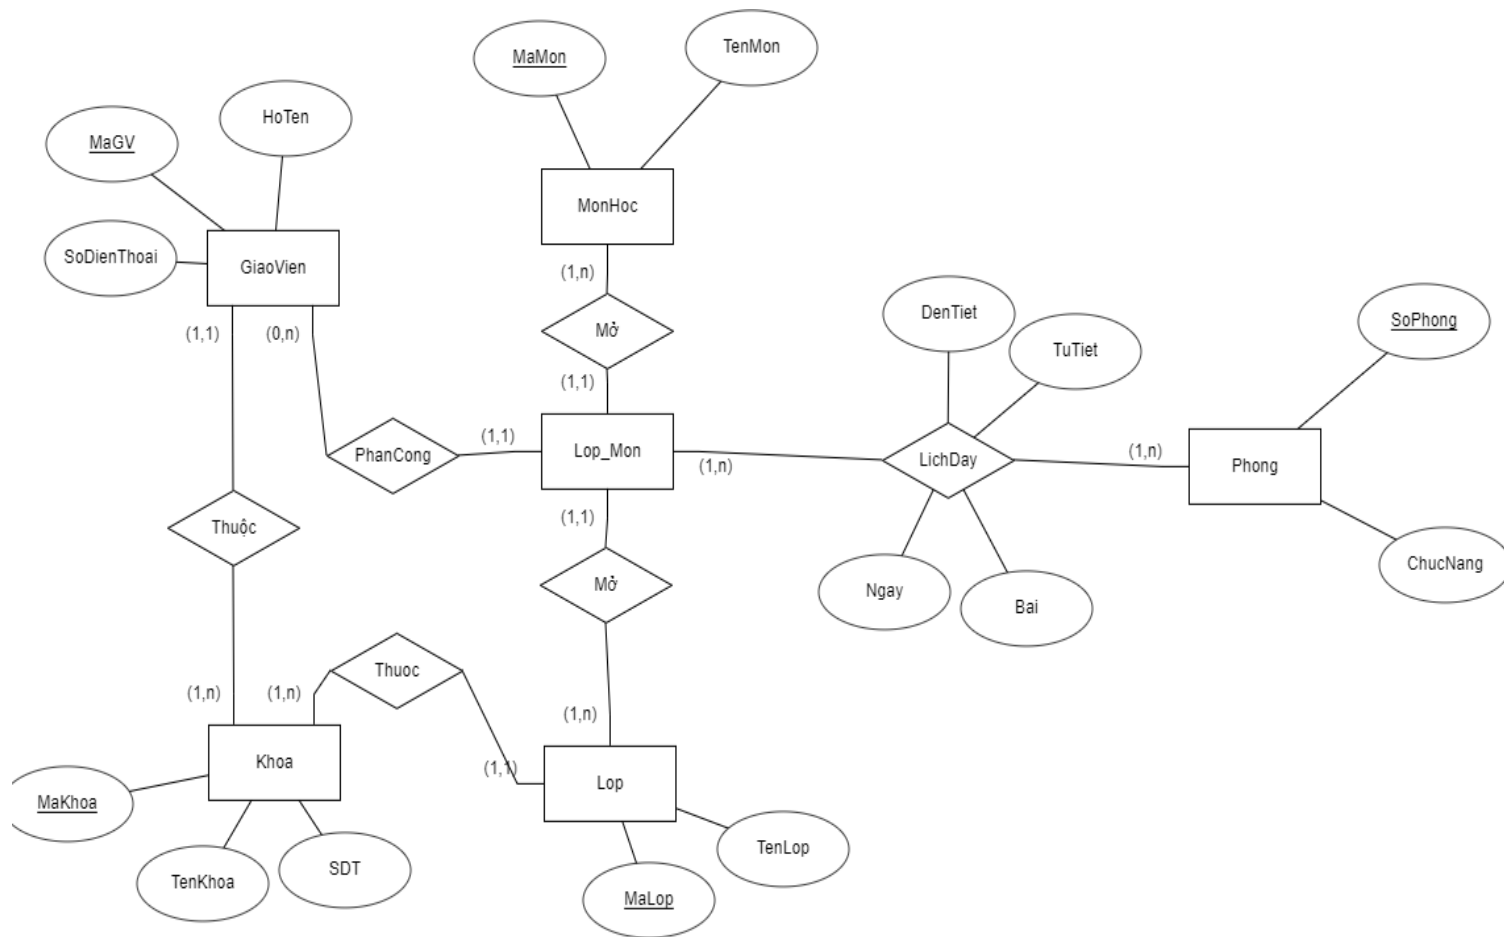 MaMon
TenMon
HoTen
MaGV
SoDienThoai
GiaoVien
MonHoc
(1,1)
(0,n)
(1,n)
Mở
(1,1)
DenTiet
TuTiet
SoPhong
PhanCong
(1,1)
Lop_Mon
(1,n)
LichDay
(1,n)
Phong
Thuộc
(1,1)
Mở
Ngay
Bai
ChucNang
Thuoc
(1,n)
(1,n)
(1,n)
Khoa
(1,1)
Lop
MaKhoa
TenKhoa
SDT
TenLop
MaLop